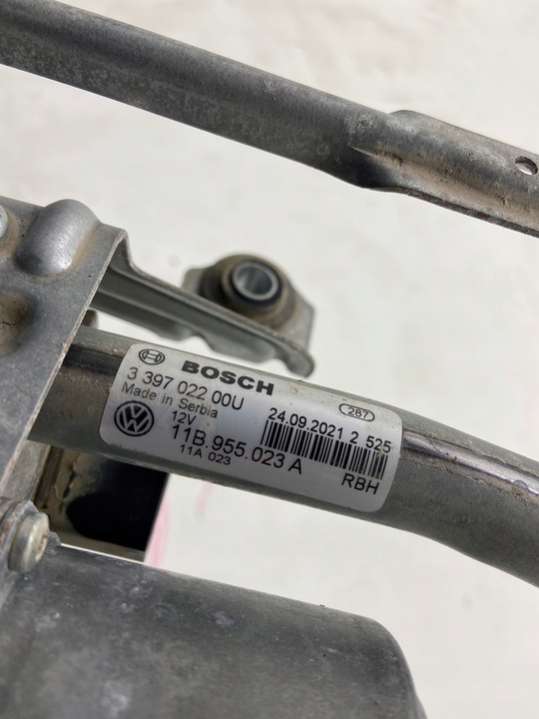 BOSCH
287
3 397 022 00U
Made in Serbia
24.09.2021 2 525
12V
11B.955.023 A
11A 023
RBH